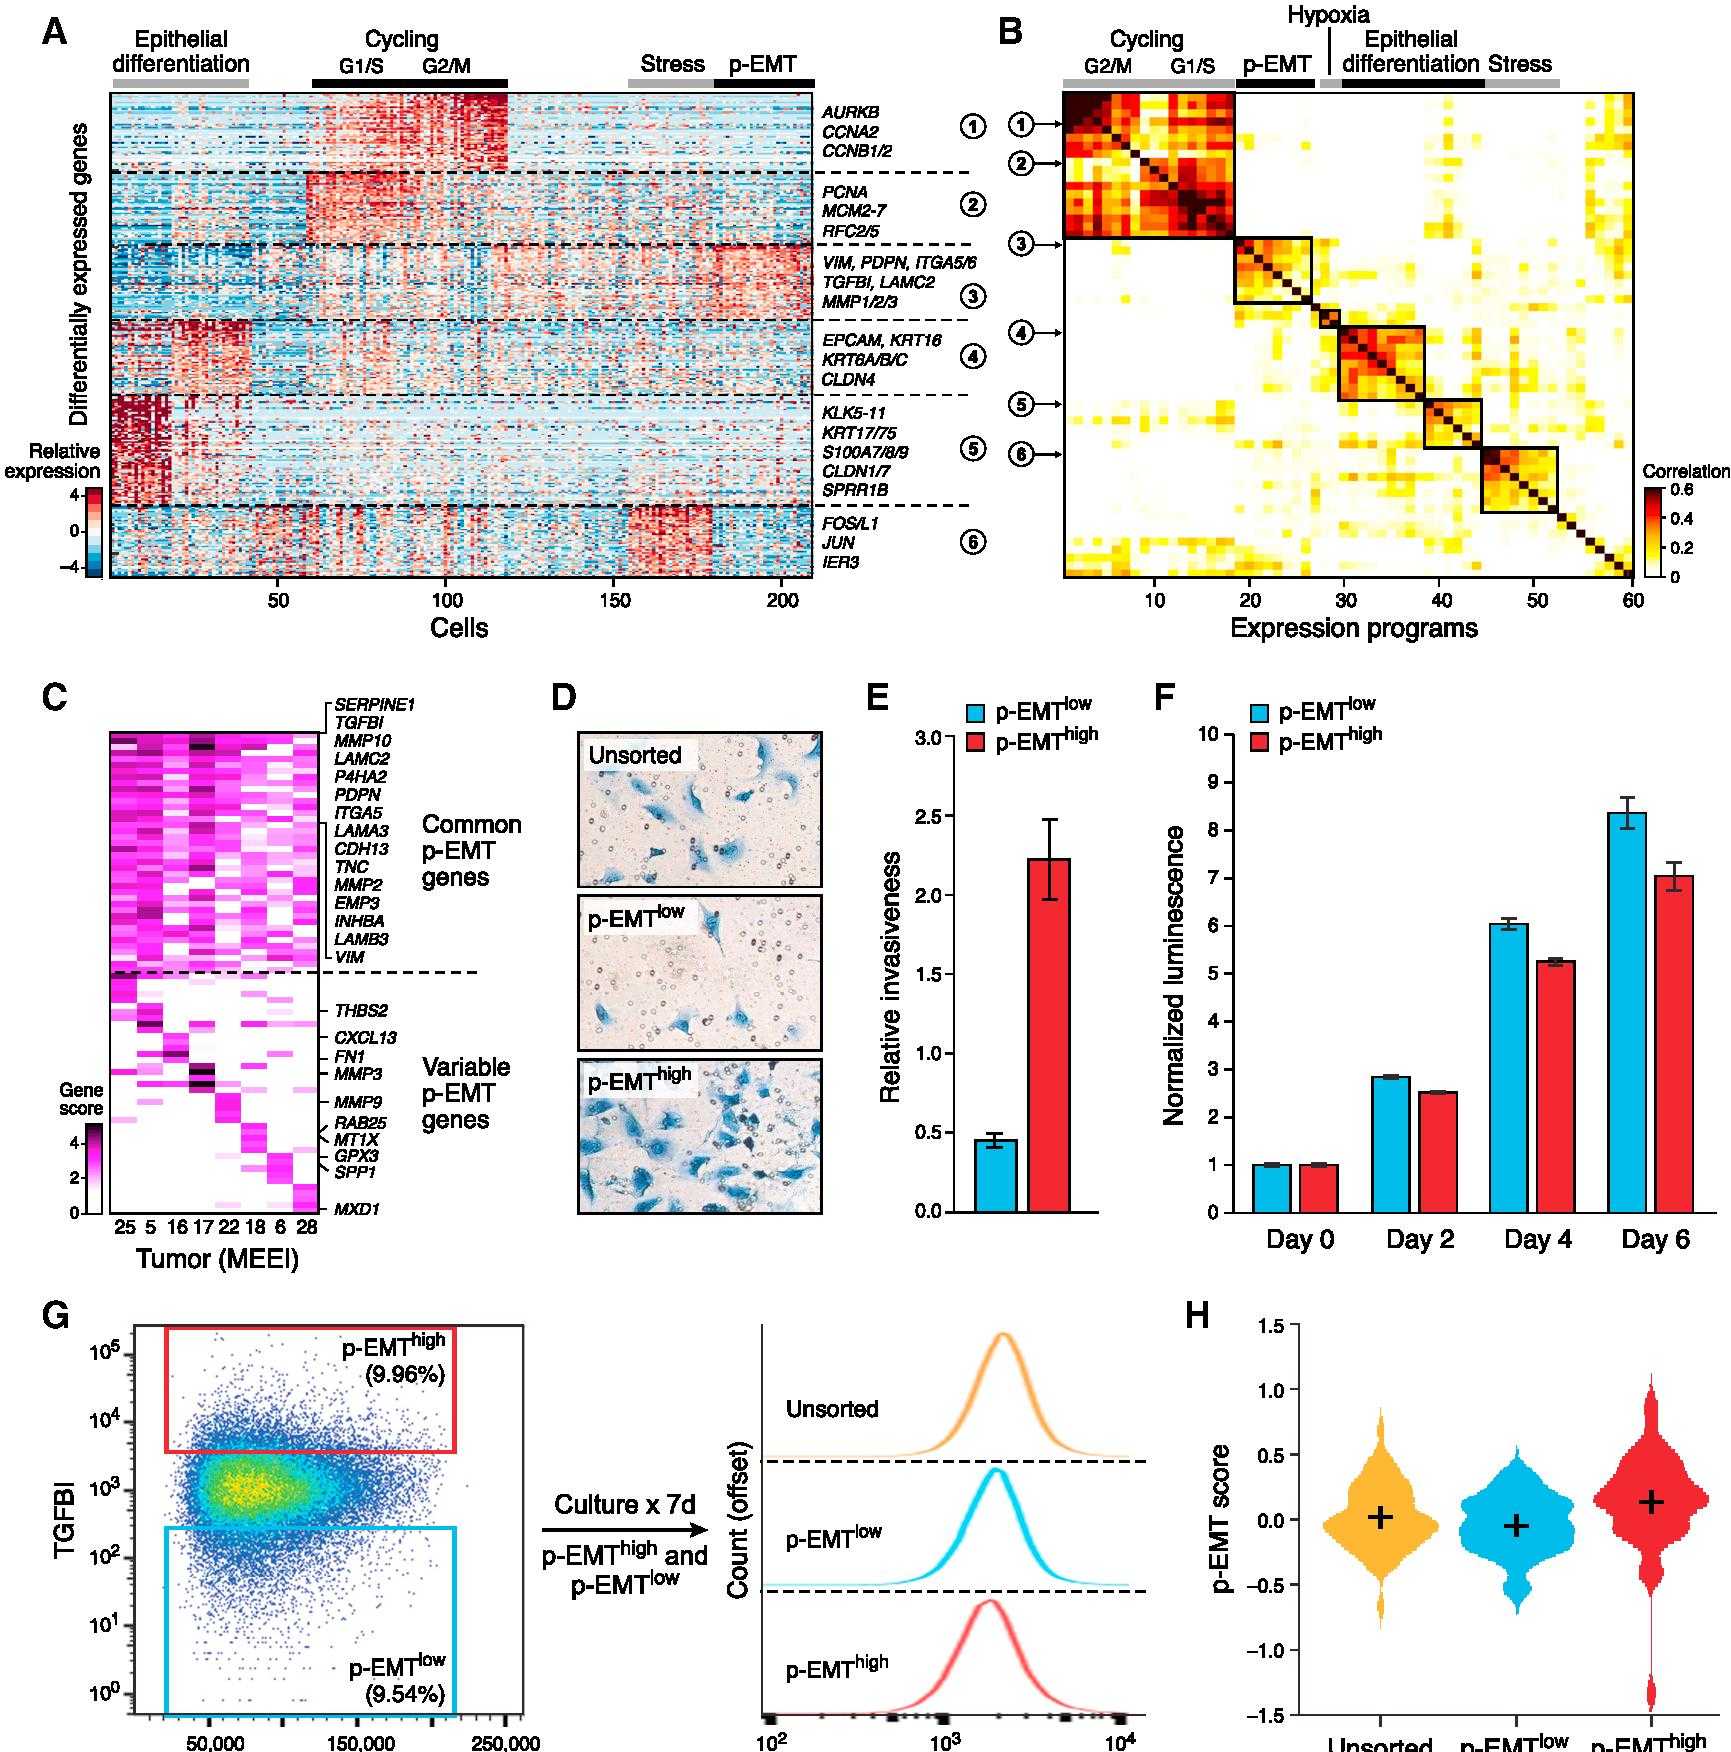 A
Epithelial
differentiation
Cycling
G1/S G2/M
Stress p-EMT
Differentially expressed genes
AURKB
CCNA2
CCNB1/2
1
PCNA
MCM2-7
RFC2/5
2
VIM, PDPN, ITGA5/6
TGFBI, LAMC2
MMP1/2/3
3
EPCAM, KRT16
KRT6A/B/C
CLDN4
4
KLK5-11
KRT17/75
S100A7/8/9
CLDN1/7
SPRR1B
5
FOS/L1
JUN
IER3
6
Relative
expression
4
0
–4
50 100 150 200
Cells
B
Hypoxia
Cycling
G2/M G1/S
p-EMT
Epithelial
differentiation Stress
1
2
3
4
5
6
Correlation
0.6
0.4
0.2
0
10 20 30 40 50 60
Expression programs
C
SERPINE1
TGFBI
MMP10
LAMC2
P4HA2
PDPN
ITGA5
LAMA3
CDH13
TNC
MMP2
EMP3
INHBA
LAMB3
VIM
Common
p-EMT
genes
THBS2
CXCL13
FN1
MMP3
MMP9
RAB25
MT1X
GPX3
SPP1
MXD1
Variable
p-EMT
genes
Gene
score
4
2
0
25 5 16 17 22 18 6 28
Tumor (MEEI)
D
Unsorted
p-EMTlow
p-EMThigh
E
p-EMTlow
p-EMThigh
Relative invasiveness
3.0
2.5
2.0
1.5
1.0
0.5
0.0
F
p-EMTlow
p-EMThigh
Normalized luminescence
10
9
8
7
6
5
4
3
2
1
0
Day 0 Day 2 Day 4 Day 6
G
TGFBI
10⁵
10⁴
10³
10²
10¹
10⁰
p-EMThigh
(9.96%)
p-EMTlow
(9.54%)
50,000 150,000 250,000
Culture x 7d
p-EMThigh and
p-EMTlow
Count (offset)
Unsorted
p-EMTlow
p-EMThigh
10² 10³ 10⁴
H
p-EMT score
1.5
1.0
0.5
0.0
–0.5
–1.0
–1.5
Unsorted p-EMTlow p-EMThigh